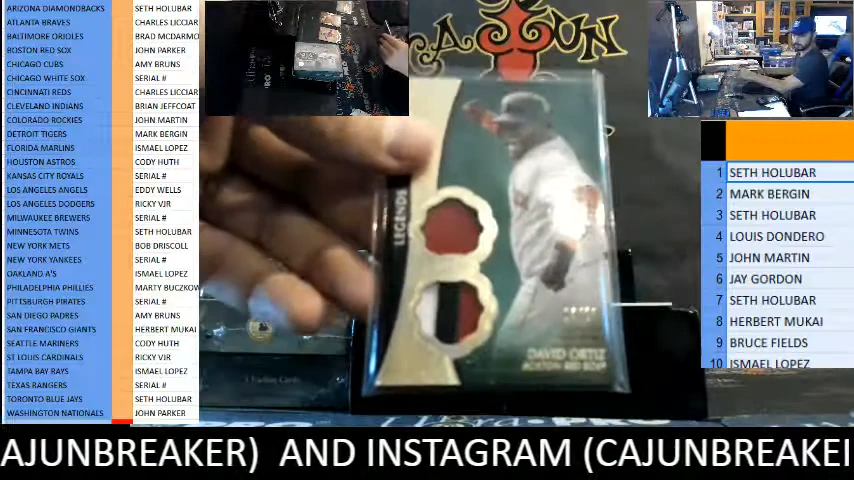 ARIZONA DIAMONDBACKS SETH HOLUBAR
ATLANTA BRAVES CHARLES LICCIAR
BALTIMORE ORIOLES BRAD MCDARMO
BOSTON RED SOX JOHN PARKER
CHICAGO CUBS AMY BRUNS
CHICAGO WHITE SOX SERIAL #
CINCINNATI REDS CHARLES LICCIAR
CLEVELAND INDIANS BRIAN JEFFCOAT
COLORADO ROCKIES JOHN MARTIN
DETROIT TIGERS MARK BERGIN
FLORIDA MARLINS ISMAEL LOPEZ
HOUSTON ASTROS CODY HUTH
KANSAS CITY ROYALS SERIAL #
LOS ANGELES ANGELS EDDY WELLS
LOS ANGELES DODGERS RICKY VJR
MILWAUKEE BREWERS SERIAL #
MINNESOTA TWINS SETH HOLUBAR
NEW YORK METS BOB DRISCOLL
NEW YORK YANKEES SERIAL #
OAKLAND A'S ISMAEL LOPEZ
PHILADELPHIA PHILLIES MARTY BUCZKOW
PITTSBURGH PIRATES SERIAL #
SAN DIEGO PADRES AMY BRUNS
SAN FRANCISCO GIANTS HERBERT MUKAI
SEATTLE MARINERS CODY HUTH
ST LOUIS CARDINALS RICKY VJR
TAMPA BAY RAYS ISMAEL LOPEZ
TEXAS RANGERS SERIAL #
TORONTO BLUE JAYS SETH HOLUBAR
WASHINGTON NATIONALS JOHN PARKER
CAJUN
LEGENDS
DAVID ORTIZ
BOSTON RED SOX
1 SETH HOLUBAR
2 MARK BERGIN
3 SETH HOLUBAR
4 LOUIS DONDERO
5 JOHN MARTIN
6 JAY GORDON
7 SETH HOLUBAR
8 HERBERT MUKAI
9 BRUCE FIELDS
10 ISMAEL LOPEZ
Trading Cards
AJUNBREAKER) AND INSTAGRAM (CAJUNBREAKEI